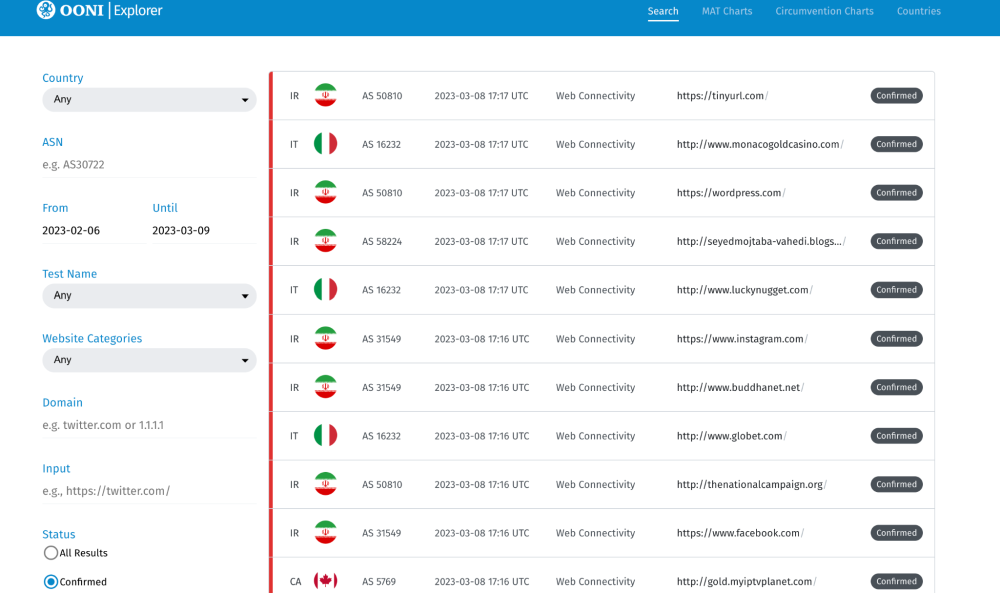 OONI | Explorer
Search MAT Charts Circumvention Charts Countries
Country
Any
ASN
e.g. AS30722
From Until
2023-02-06 2023-03-09
Test Name
Any
Website Categories
Any
Domain
e.g. twitter.com or 1.1.1.1
Input
e.g., https://twitter.com/
Status
All Results
Confirmed
IR AS 50810 2023-03-08 17:17 UTC Web Connectivity https://tinyurl.com/ Confirmed
IT AS 16232 2023-03-08 17:17 UTC Web Connectivity http://www.monacogoldcasino.com/ Confirmed
IR AS 50810 2023-03-08 17:17 UTC Web Connectivity https://wordpress.com/ Confirmed
IR AS 58224 2023-03-08 17:17 UTC Web Connectivity http://seyedmojtaba-vahedi.blogs.../ Confirmed
IT AS 16232 2023-03-08 17:17 UTC Web Connectivity http://www.luckynugget.com/ Confirmed
IR AS 31549 2023-03-08 17:16 UTC Web Connectivity https://www.instagram.com/ Confirmed
IR AS 31549 2023-03-08 17:16 UTC Web Connectivity http://www.buddhanet.net/ Confirmed
IT AS 16232 2023-03-08 17:16 UTC Web Connectivity http://www.globet.com/ Confirmed
IR AS 50810 2023-03-08 17:16 UTC Web Connectivity http://thenationalcampaign.org/ Confirmed
IR AS 31549 2023-03-08 17:16 UTC Web Connectivity https://www.facebook.com/ Confirmed
CA AS 5769 2023-03-08 17:16 UTC Web Connectivity http://gold.myiptvplanet.com/ Confirmed